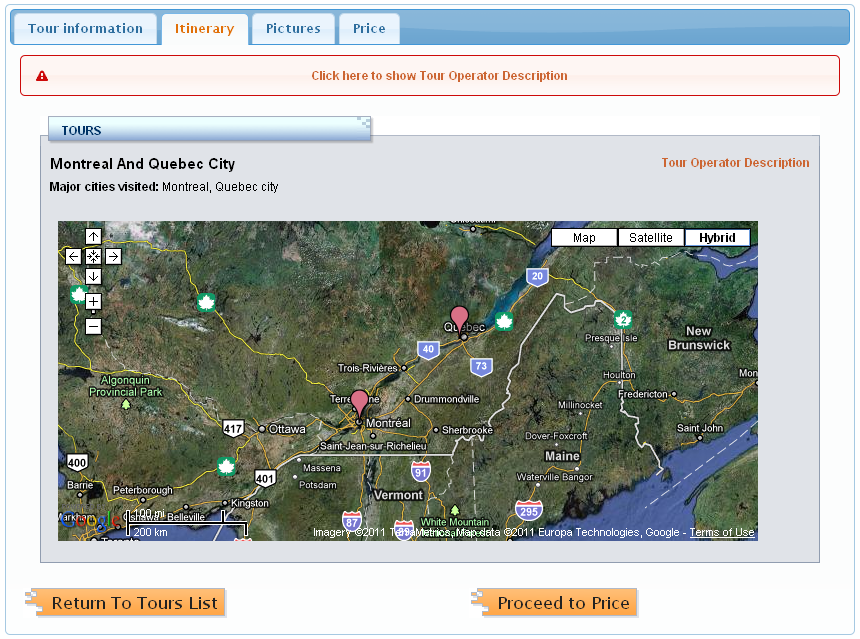 Tour information Itinerary Pictures Price
Click here to show Tour Operator Description
TOURS
Montreal And Quebec City
Tour Operator Description
Major cities visited: Montreal, Quebec city
Map Satellite Hybrid
20
Quebec
2
40
Presque Isle
New
Brunswick
73
Trois-Rivières
Houlton
Algonquin
Provincial Park
Drummondville
Fredericton
Millinocket
417
Ottawa
Montréal
Sherbrooke
Saint John
Dover-Foxcroft
Saint-Jean-sur-Richelieu
Maine
400
Massena
91
401
Waterville Bangor
Barrie
Potsdam
Peterborough
Vermont
Kingston
295
White Mountain
87
100 mi
Belleville
200 km
Imagery ©2011 TerraMetrics, Map data ©2011 Europa Technologies, Google - Terms of Use
Return To Tours List
Proceed to Price